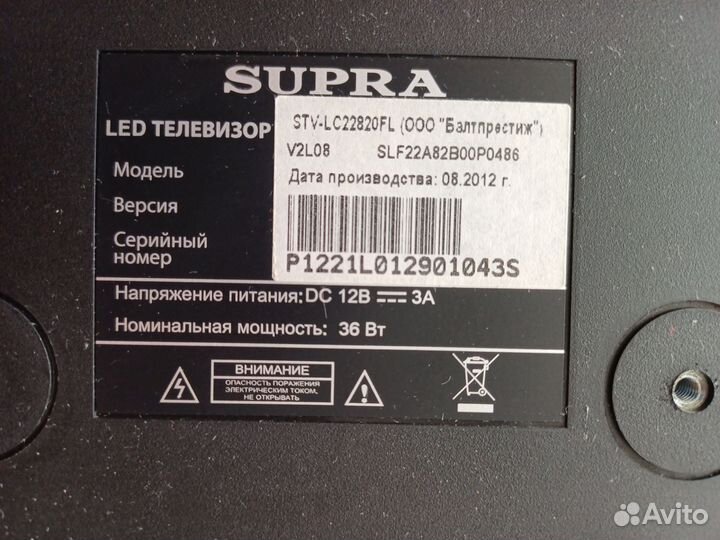 SUPRA
LED ТЕЛЕВИЗОР
STV-LC22820FL (ООО "Балтпрестиж")
V2L08 SLF22A82B00P0486
Модель
Дата производства: 08.2012 г.
Версия
Серийный
номер
P1221L012901043S
Напряжение питания: DC 12В 3А
Номинальная мощность: 36 Вт
ВНИМАНИЕ
ОПАСНОСТЬ ПОРАЖЕНИЯ
ЭЛЕКТРИЧЕСКИМ ТОКОМ,
НЕ ОТКРЫВАТЬ
Avito